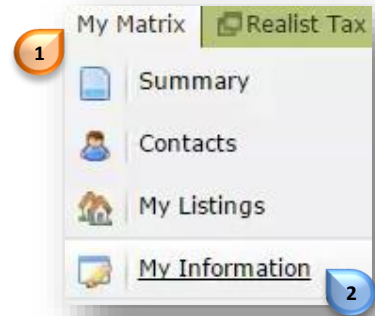 My Matrix Realist Tax
1
Summary
Contacts
My Listings
My Information
2